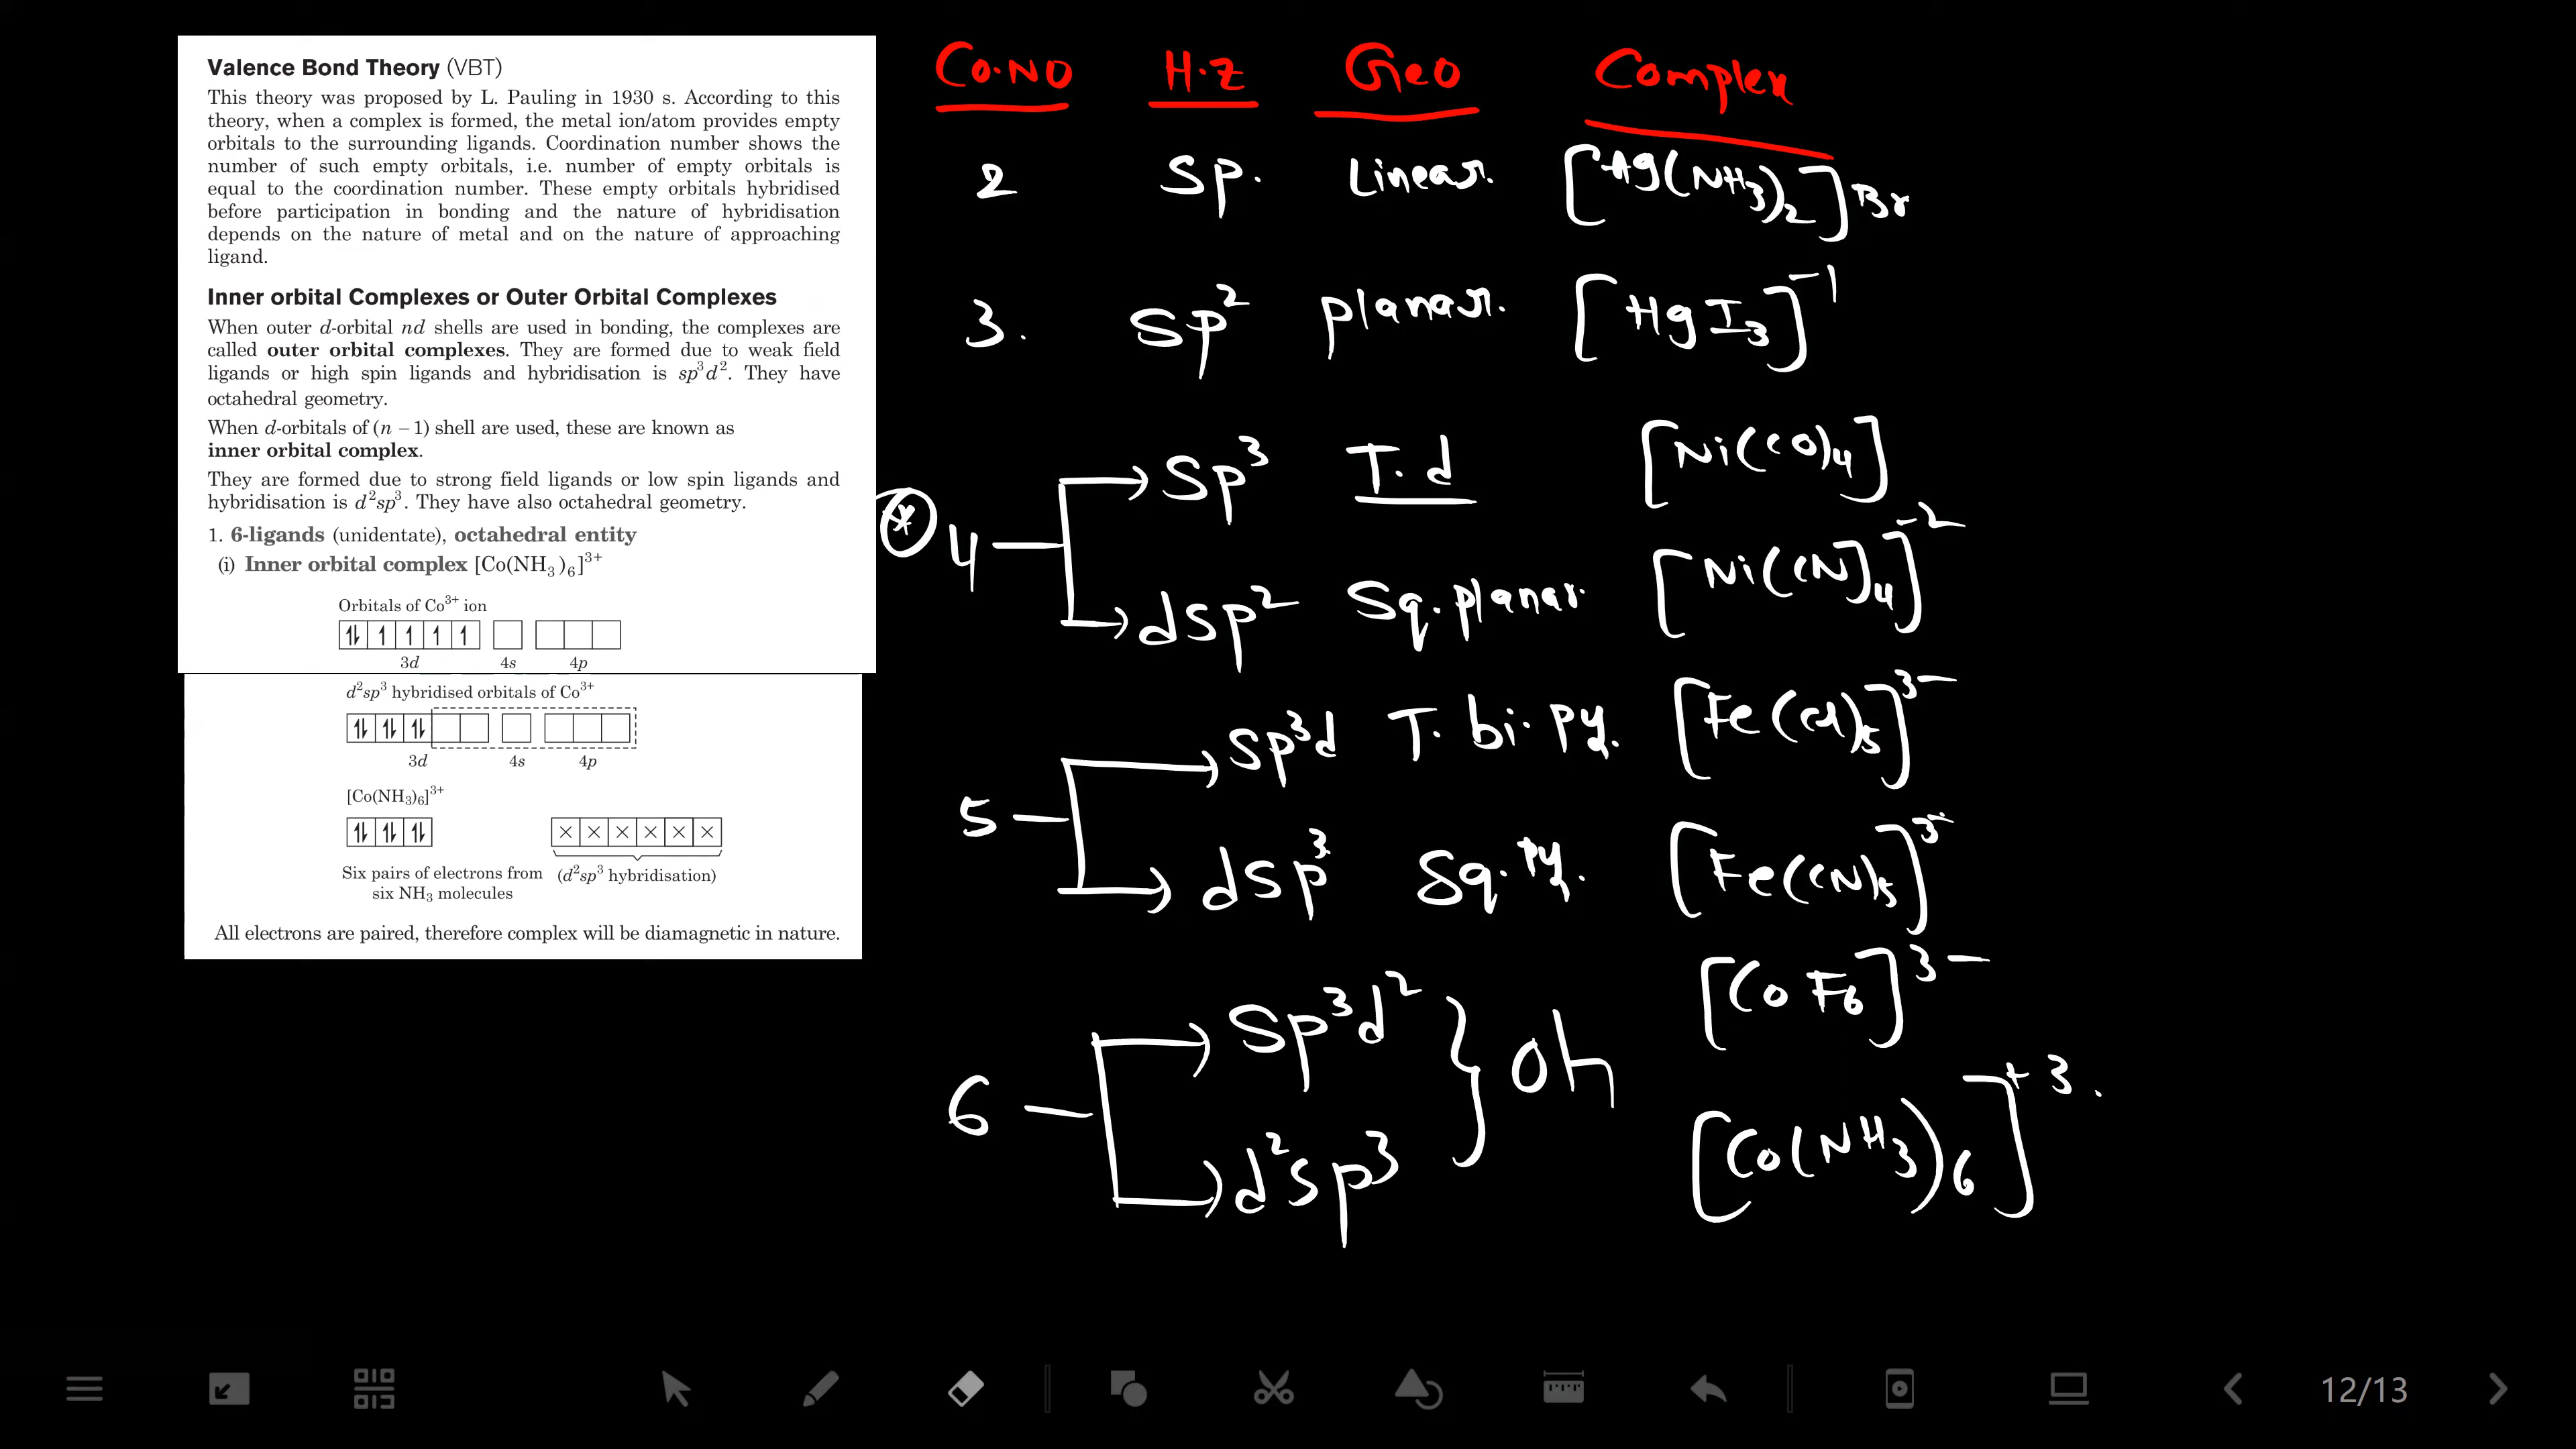 Valence Bond Theory (VBT)
This theory was proposed by L. Pauling in 1930 s. According to this
theory, when a complex is formed, the metal ion/atom provides empty
orbitals to the surrounding ligands. Coordination number shows the
number of such empty orbitals, i.e. number of empty orbitals is
equal to the coordination number. These empty orbitals hybridised
before participation in bonding and the nature of hybridisation
depends on the nature of metal and on the nature of approaching
ligand.
Inner orbital Complexes or Outer Orbital Complexes
When outer d-orbital nd shells are used in bonding, the complexes are
called outer orbital complexes. They are formed due to weak field
ligands or high spin ligands and hybridisation is sp³d². They have
octahedral geometry.
When d-orbitals of (n – 1) shell are used, these are known as
inner orbital complex.
They are formed due to strong field ligands or low spin ligands and
hybridisation is d²sp³. They have also octahedral geometry.
1. 6-ligands (unidentate), octahedral entity
(i) Inner orbital complex [Co(NH₃)₆]³⁺
Orbitals of Co³⁺ ion
3d 4s 4p
d²sp³ hybridised orbitals of Co³⁺
3d 4s 4p
[Co(NH₃)₆]³⁺
× × × × × ×
Six pairs of electrons from (d²sp³ hybridisation)
six NH₃ molecules
All electrons are paired, therefore complex will be diamagnetic in nature.
Co.NO H.Z Geo Complex
2 Sp. Linear. [Ag(NH₃)₂]Br
3. Sp² planar. [HgI₃]⁻¹
4 Sp³ T.d [Ni(CO)₄]
dsp² Sq.planar. [Ni(CN)₄]⁻²
5 Sp³d T. bi. py. [Fe(Cl)₅]³⁻
dsp³ Sq. py. [Fe(CN)₅]³⁻
6 Sp³d² Oh [CoF₆]³⁻
d²sp³ [Co(NH₃)₆]⁺³.
12/13